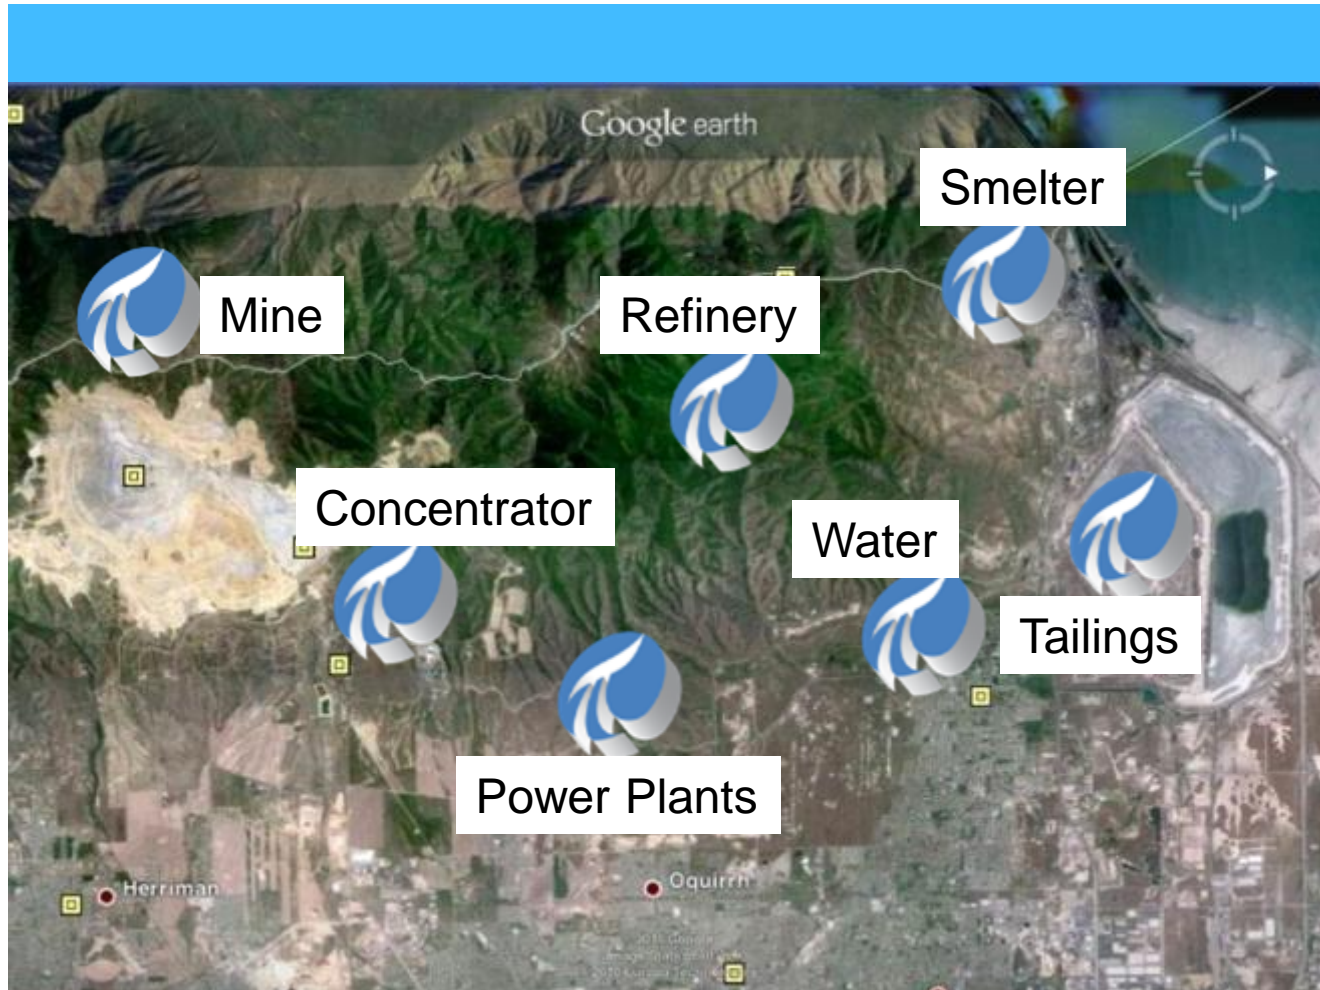 Google earth
Smelter
Mine
Refinery
Concentrator
Water
Tailings
Power Plants
Herriman
Oquirrh